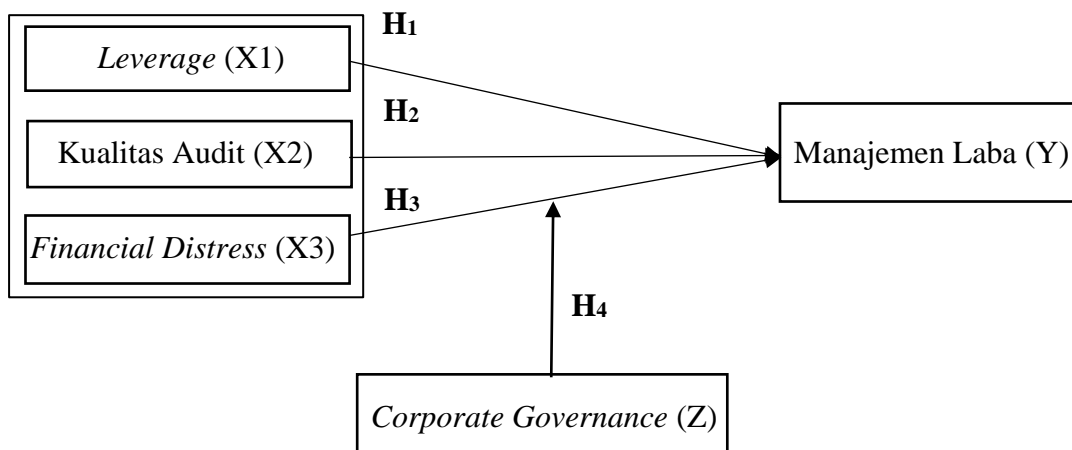 H1
Leverage (X1)
H2
Kualitas Audit (X2)
Manajemen Laba (Y)
H3
Financial Distress (X3)
H4
Corporate Governance (Z)